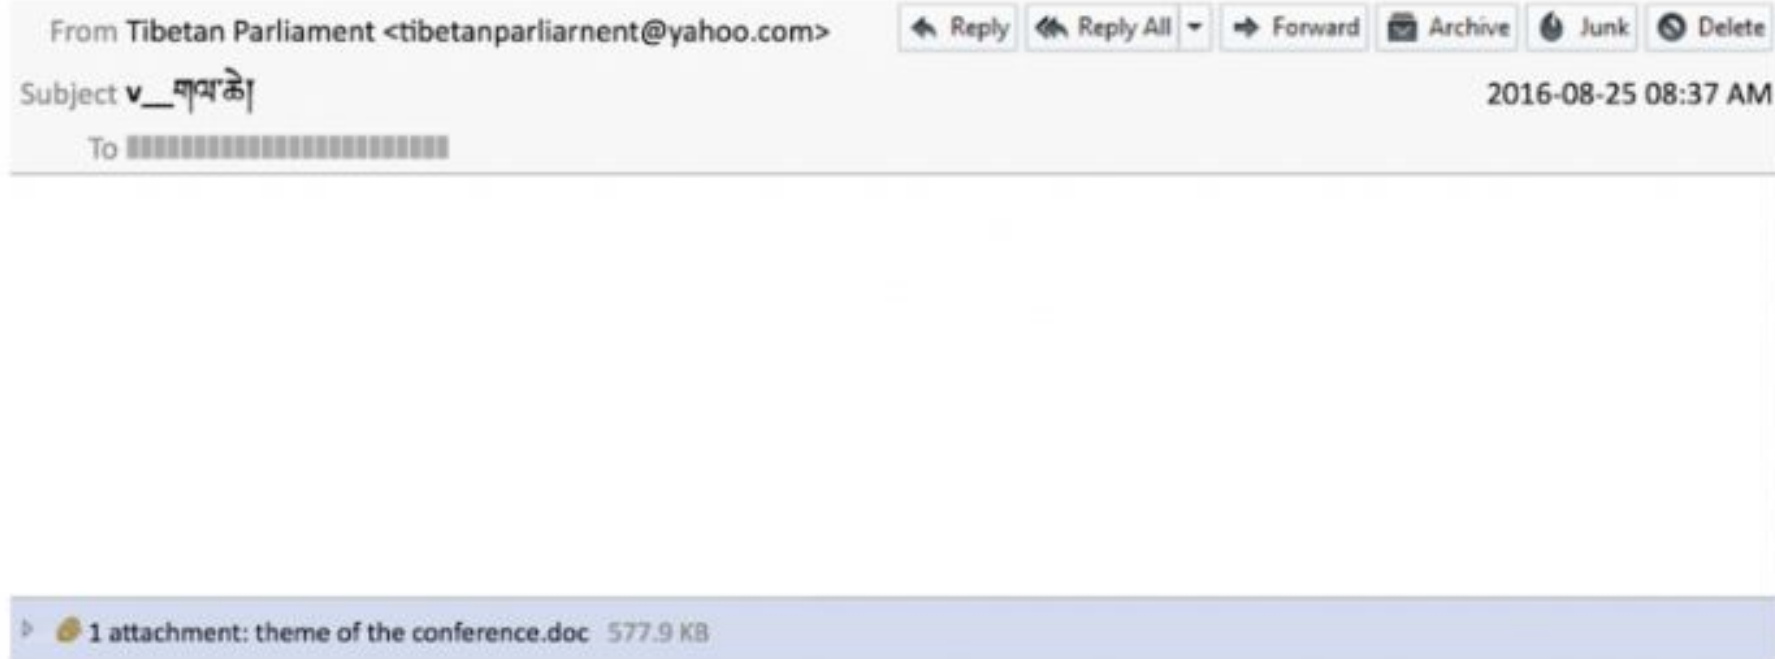 From Tibetan Parliament <tibetanparliarnent@yahoo.com> Reply Reply All Forward Archive Junk Delete
Subject v__གལ་ཆེ། 2016-08-25 08:37 AM
To
1 attachment: theme of the conference.doc 577.9 KB